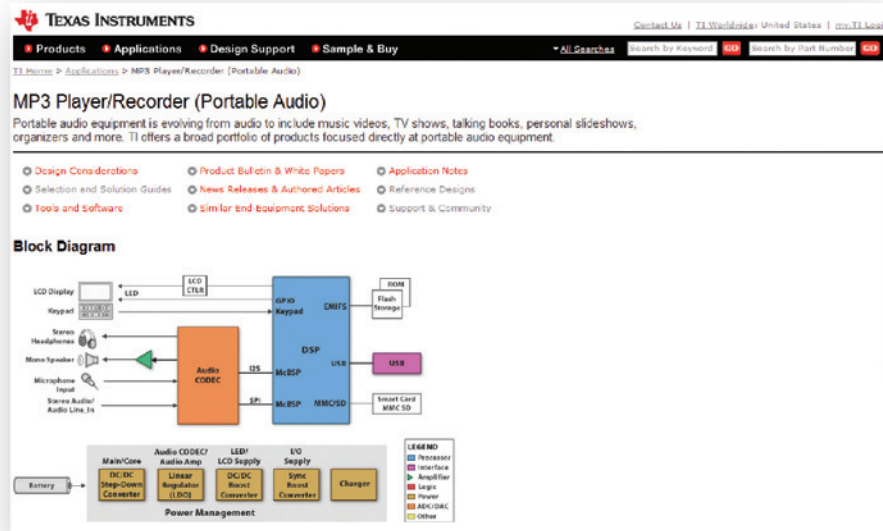 TEXAS INSTRUMENTS
Contact Us | TI Worldwide: United States | my.TI Logi
Products Applications Design Support Sample & Buy
All Searches Search by Keyword GO Search by Part Number GO
TI Home > Applications > MP3 Player/Recorder (Portable Audio)
MP3 Player/Recorder (Portable Audio)
Portable audio equipment is evolving from audio to include music videos, TV shows, talking books, personal slideshows,
organizers and more. TI offers a broad portfolio of products focused directly at portable audio equipment.
Design Considerations Product Bulletin & White Papers Application Notes
Selection and Solution Guides News Releases & Authored Articles Reference Designs
Tools and Software Similar End-Equipment Solutions Support & Community
Block Diagram
LCD Display
LED
LCD
CTLR
Keypad
GPIO
Keypad
EMIFS
ROM
Flash
Storage
Stereo
Headphones
Mono Speaker
Microphone
Input
Stereo Audio/
Audio Line_In
Audio
CODEC
I2S
SPI
McBSP
McBSP
DSP
USB
MMC/SD
USB
Smart Card
MMC SD
Battery
Main/Core
DC/DC
Step-Down
Converter
Audio CODEC/
Audio Amp
Linear
Regulator
(LDO)
LED/
LCD Supply
DC/DC
Boost
Converter
I/O
Supply
Sync
Boost
Converter
Charger
Power Management
LEGEND
Processor
Interface
Amplifier
Logic
Power
ADC/DAC
Other